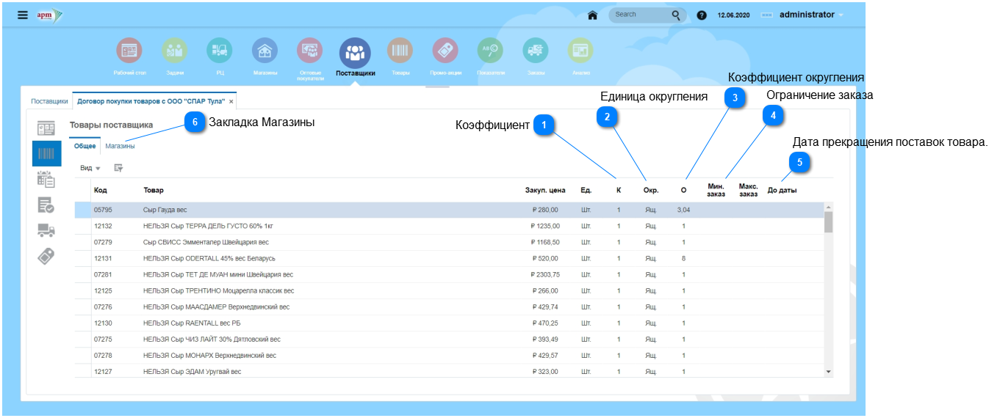 арт
Search
?
12.06.2020
administrator
Рабочий стол
Задачи
РЦ
Магазины
Оптовые покупатели
Поставщики
Товары
Промо-акции
Показатели
Заказы
Анализ
Коэффициент округления
3
Ограничение заказа
4
Единица округления
2
Коэффициент
1
Дата прекращения поставок товара.
5
6
Закладка Магазины
Поставщики
Договор покупки товаров с ООО "СПАР Тула" ×
Товары поставщика
Общее
Магазины
Вид
Код Товар Закуп. цена Ед. К Окр. О Мин. заказ Макс. заказ До даты
05795 Сыр Гауда вес ₽ 280,00 Шт. 1 Ящ. 3,04
12132 НЕЛЬЗЯ Сыр ТЕРРА ДЕЛЬ ГУСТО 60% 1кг ₽ 1235,00 Шт. 1 Ящ. 1
07279 Сыр СВИСС Эмменталер Швейцария вес ₽ 1168,50 Шт. 1 Ящ. 1
12131 НЕЛЬЗЯ Сыр ODERTALL 45% вес Беларусь ₽ 520,00 Шт. 1 Ящ. 8
07281 НЕЛЬЗЯ Сыр ТЕТ ДЕ МУАН мини Швейцария вес ₽ 2303,75 Шт. 1 Ящ. 1
12125 НЕЛЬЗЯ Сыр ТРЕНТИНО Моцарелла классик вес ₽ 266,00 Шт. 1 Ящ. 1
07276 НЕЛЬЗЯ Сыр МААСДАМЕР Верхнедвинский вес ₽ 429,74 Шт. 1 Ящ. 1
12130 НЕЛЬЗЯ Сыр RAENTALL вес РБ ₽ 470,25 Шт. 1 Ящ. 1
07275 НЕЛЬЗЯ Сыр ЧИЗ ЛАЙТ 30% Дятловский вес ₽ 393,49 Шт. 1 Ящ. 1
07278 НЕЛЬЗЯ Сыр МОНАРХ Верхнедвинский вес ₽ 429,57 Шт. 1 Ящ. 1
12127 НЕЛЬЗЯ Сыр ЭДАМ Уругвай вес ₽ 323,00 Шт. 1 Ящ. 1